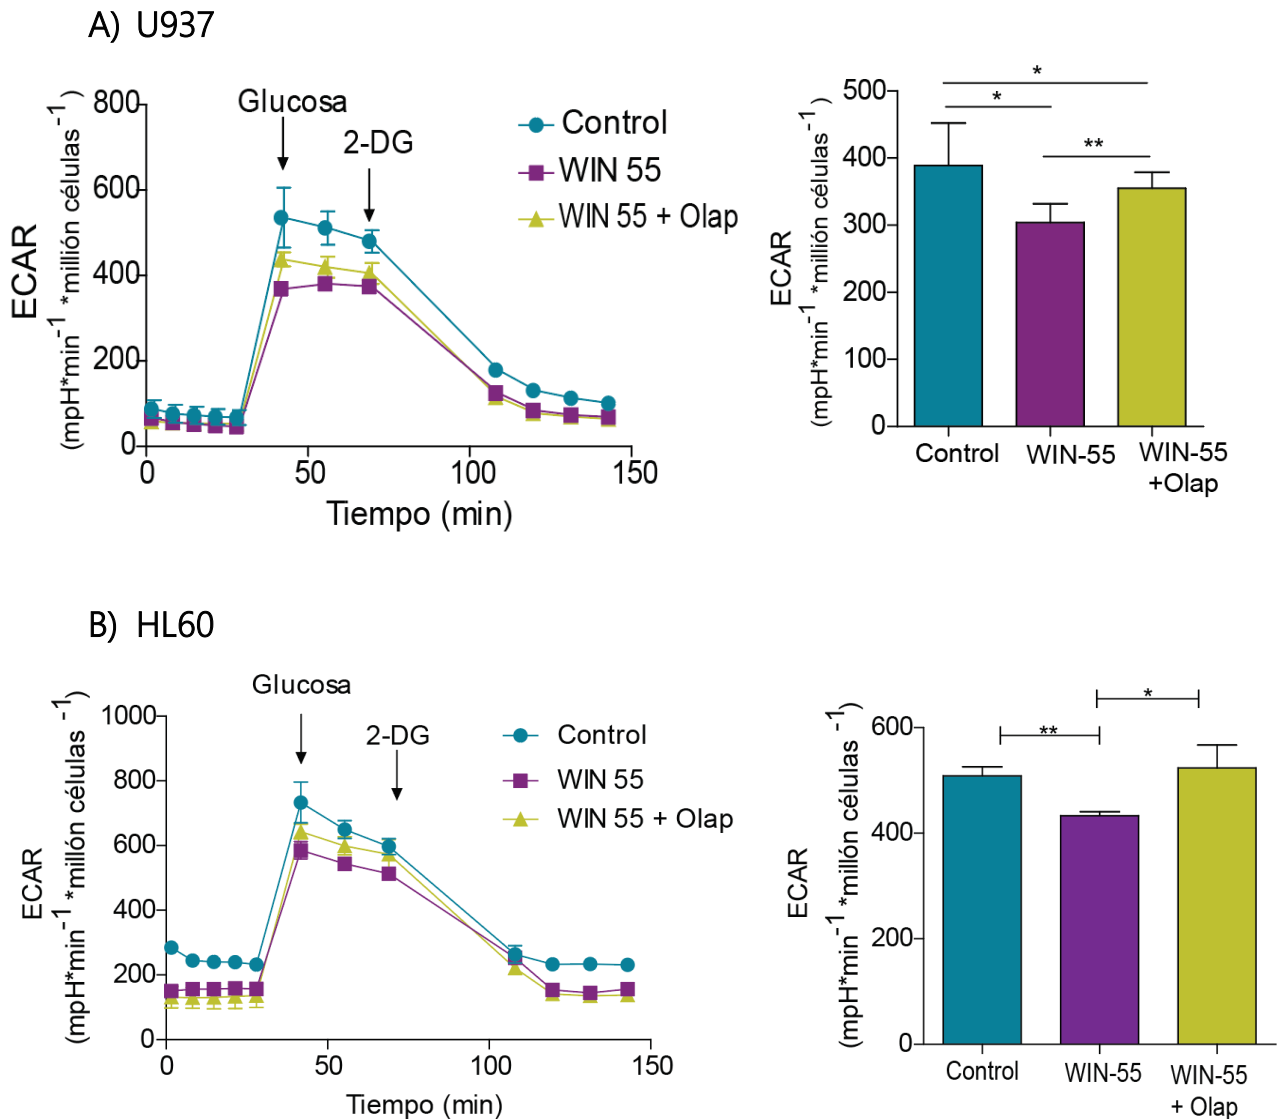 A) U937
800
600
400
200
0
0
50
100
150
ECAR
(mpH*min-1 *millión células-1)
Tiempo (min)
Glucosa
2-DG
Control
WIN 55
WIN 55 + Olap
500
400
300
200
100
0
ECAR
(mpH*min-1 *millión células-1)
*
*
**
Control
WIN-55
WIN-55
+Olap
B) HL60
1000
800
600
400
200
0
0
50
100
150
ECAR
(mpH*min-1 *millón células -1)
Tiempo (min)
Glucosa
2-DG
Control
WIN 55
WIN 55 + Olap
600
400
200
0
ECAR
(mpH*min-1 *millón células -1)
*
**
Control
WIN-55
WIN-55
+ Olap